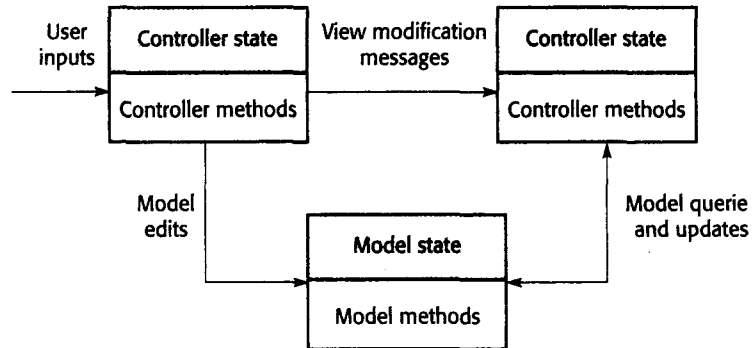 User
inputs
Controller state
Controller methods
View modification
messages
Controller state
Controller methods
Model
edits
Model state
Model methods
Model querie
and updates